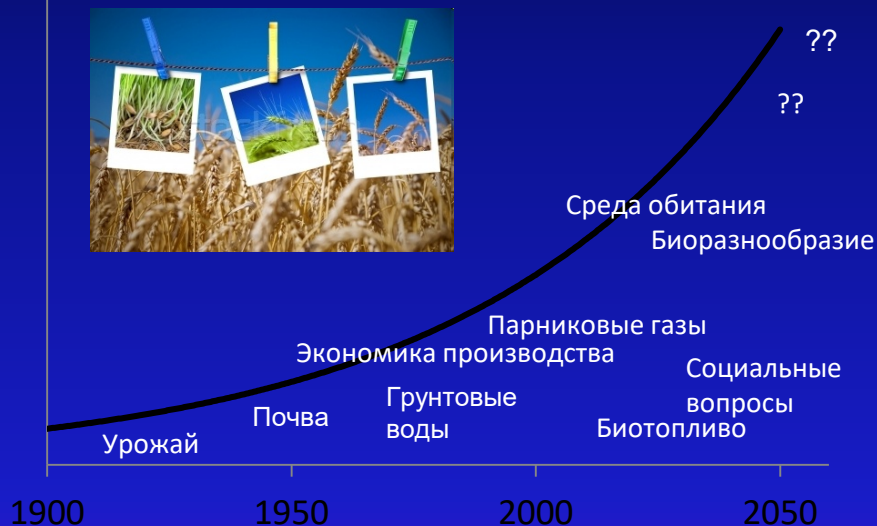 ??
??
Среда обитания
Биоразнообразие
Парниковые газы
Экономика производства
Социальные
вопросы
Грунтовые
воды
Почва
Биотопливо
Урожай
1900
1950
2000
2050